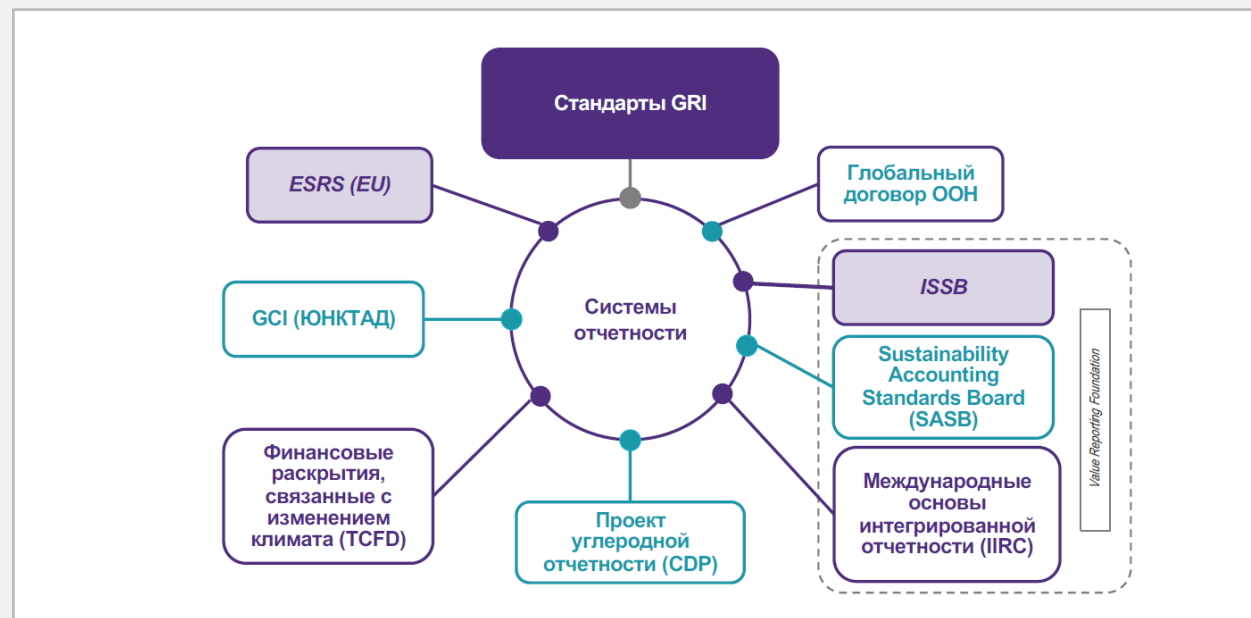 Стандарты GRI
ESRS (EU)
Глобальный
договор ООН
GCI (ЮНКТАД)
Системы
отчетности
ISSB
Sustainability
Accounting
Standards Board
(SASB)
Value Reporting Foundation
Финансовые
раскрытия,
связанные с
изменением
климата (TCFD)
Проект
углеродной
отчетности (CDP)
Международные
основы
интегрированной
отчетности (IIRC)